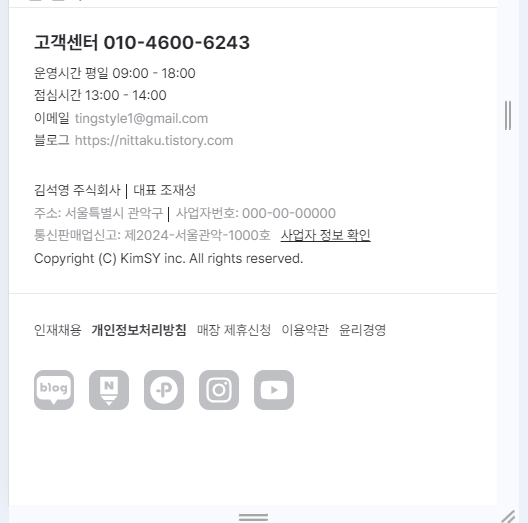 고객센터 010-4600-6243
운영시간 평일 09:00 - 18:00
점심시간 13:00 - 14:00
이메일 tingstyle1@gmail.com
블로그 https://nittaku.tistory.com
김석영 주식회사 | 대표 조재성
주소: 서울특별시 관악구 | 사업자번호: 000-00-00000
통신판매업신고: 제2024-서울관악-1000호 사업자 정보 확인
Copyright (C) KimSY inc. All rights reserved.
인재채용 개인정보처리방침 매장 제휴신청 이용약관 윤리경영
blog N P